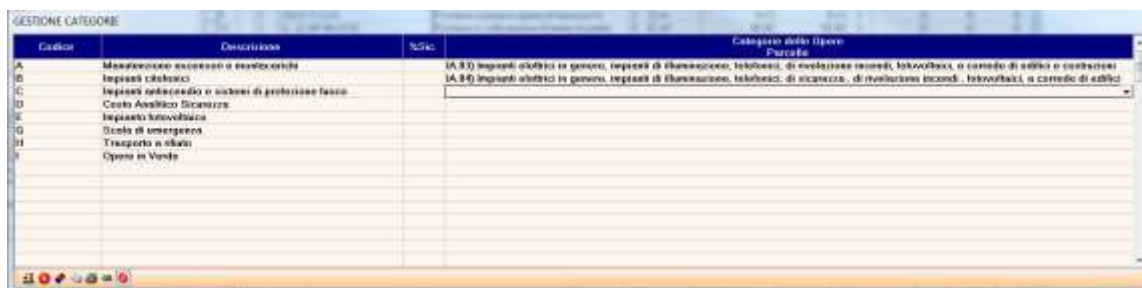 GESTIONE CATEGORIE
Codice Descrizione %Sic. Categorie delle Opere
Parcelle
A Manutenzione ascensori e montacarichi (A.03) Impianti elettrici in genere, impianti di illuminazione, telefonici, di rivelazione incendi, fotovoltaici, a corredo di edifici e costruzioni
B Impianti citofonici (A.04) Impianti elettrici in genere, impianti di illuminazione, telefonici, di sicurezza , di rivelazione incendi , fotovoltaici, a corredo di edifici
C Impianti antincendio e sistemi di protezione fuoco
D Costo Analitico Sicurezza
E Impianto fotovoltaico
G Scala di emergenza
H Trasporto a rifiuto
I Opere in Verde